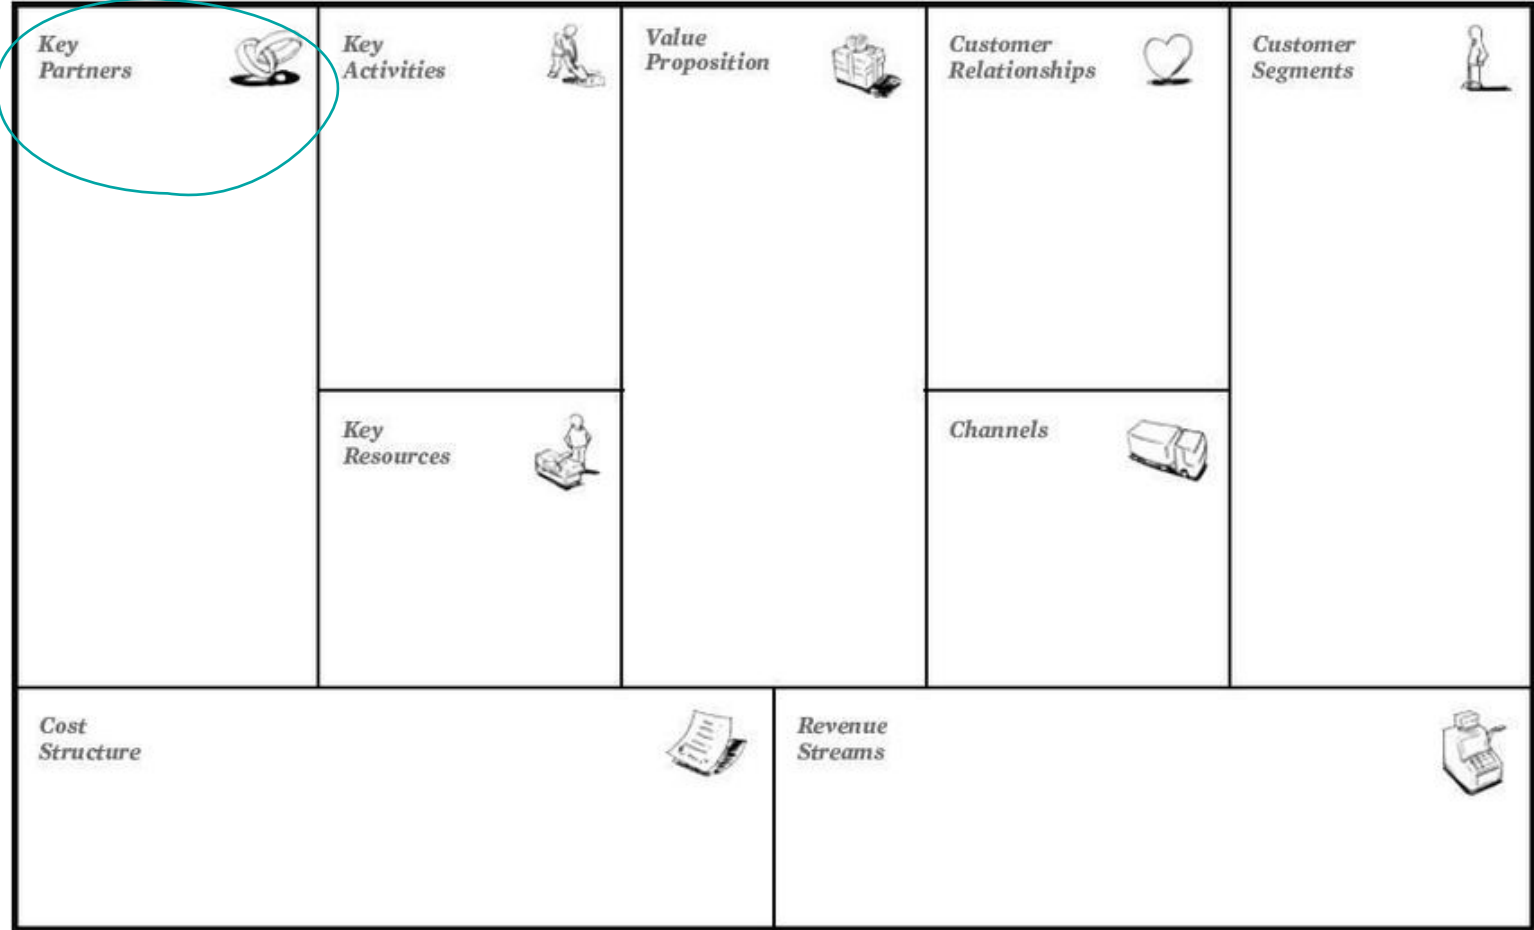 Key
Partners
Key
Activities
Value
Proposition
Customer
Relationships
Customer
Segments
Key
Resources
Channels
Cost
Structure
Revenue
Streams